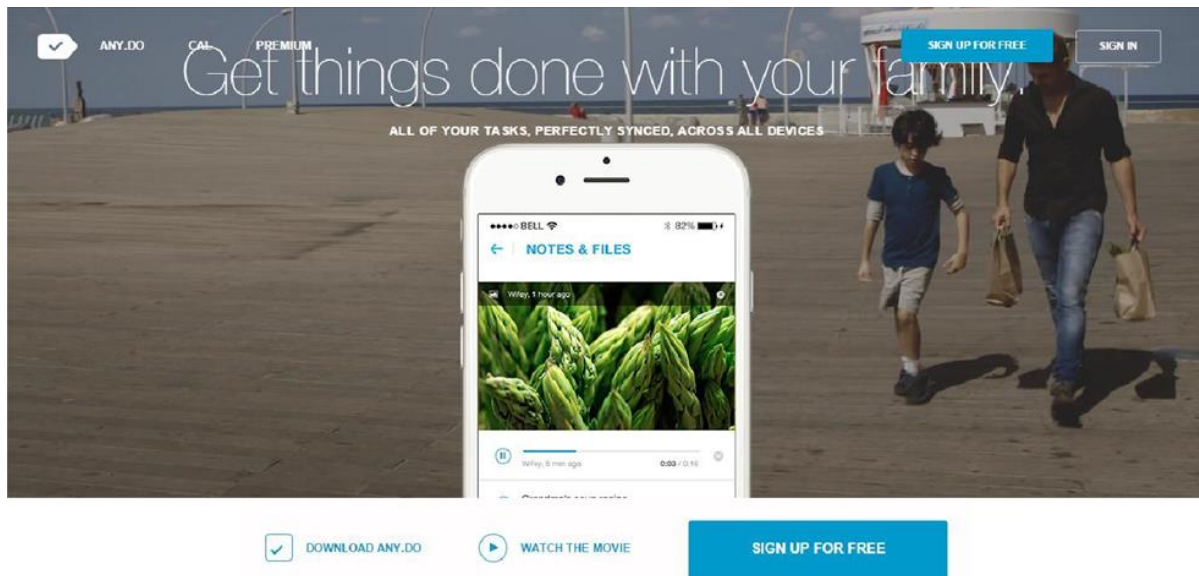 ANY.DO CAL PREMIUM SIGN UP FOR FREE SIGN IN
Get things done with your family.
ALL OF YOUR TASKS, PERFECTLY SYNCED, ACROSS ALL DEVICES
BELL 82%
NOTES & FILES
Wifey, 1 hour ago
Wifey, 5 min ago 0:03 / 0:16
DOWNLOAD ANY.DO WATCH THE MOVIE SIGN UP FOR FREE